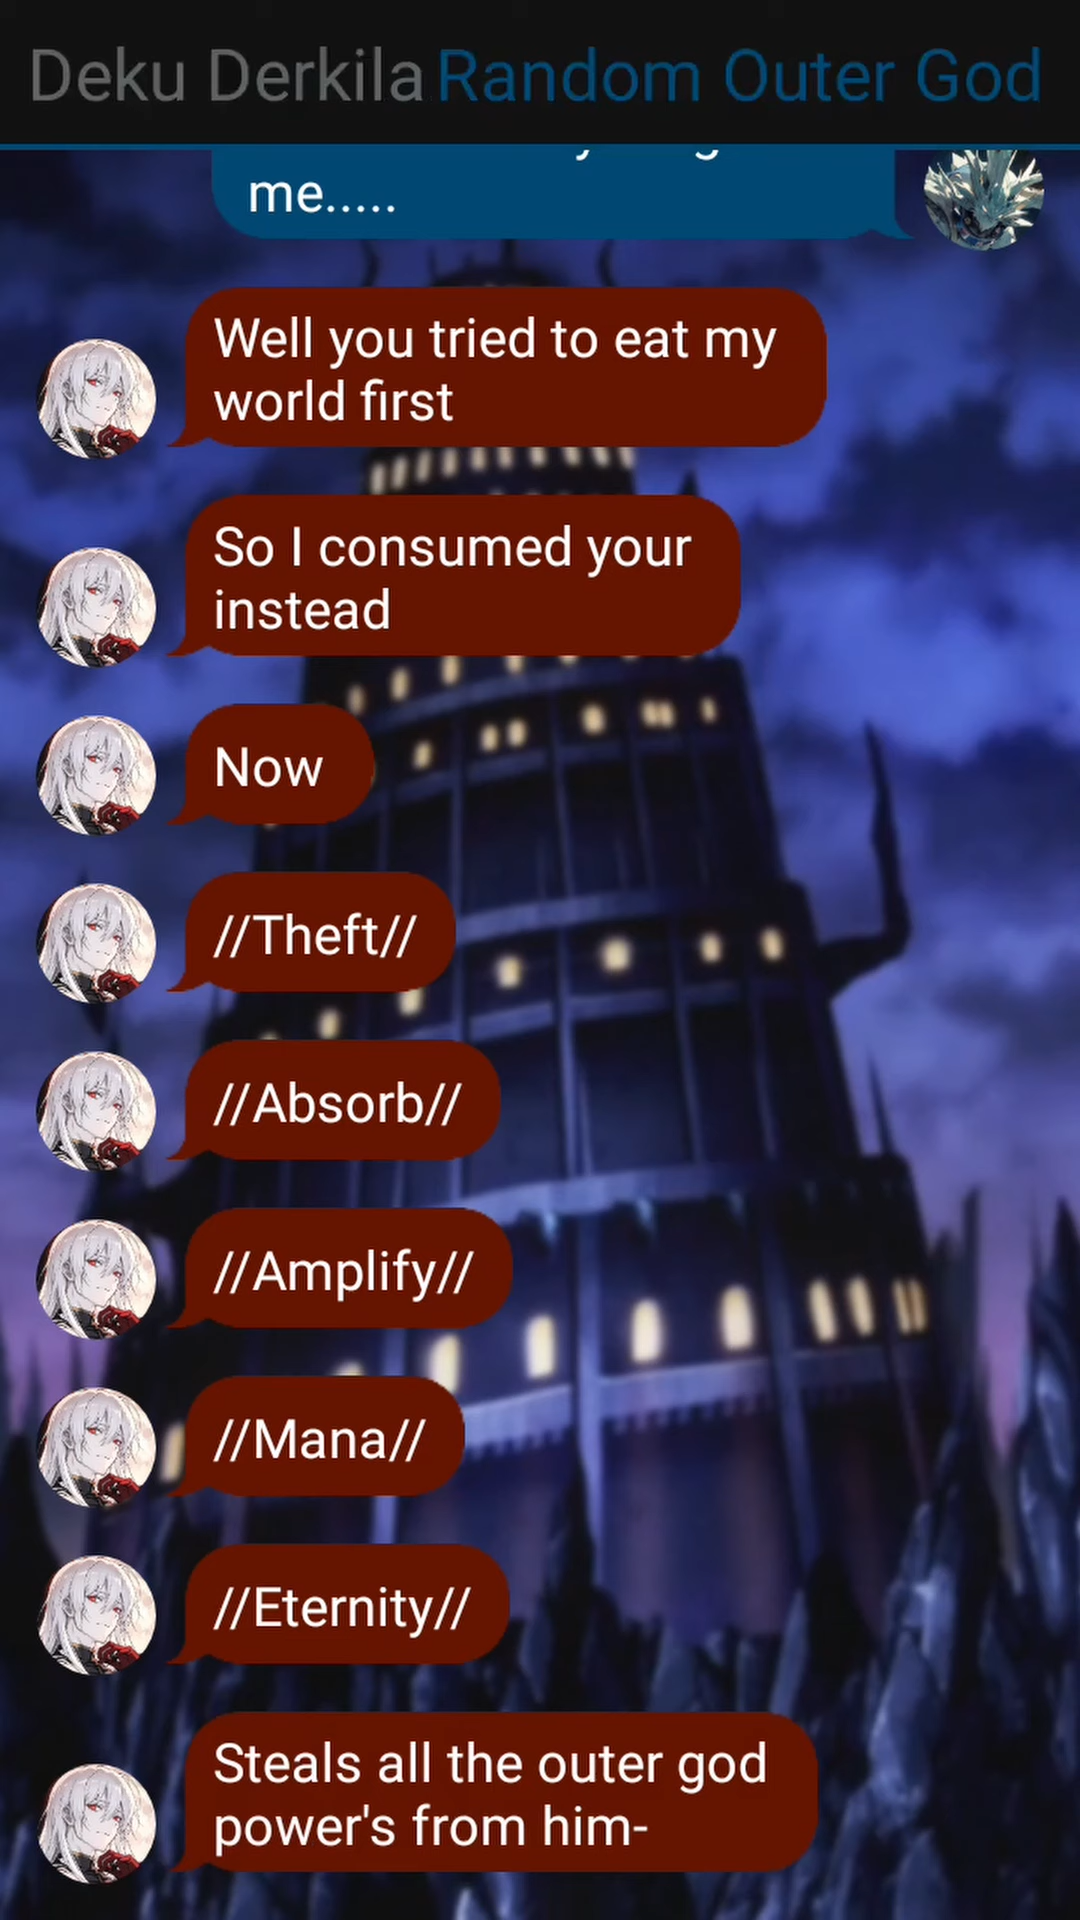 Deku Derkila Random Outer God
me.....
Well you tried to eat my
world first
So I consumed your
instead
Now
//Theft//
//Absorb//
//Amplify//
//Mana//
//Eternity//
Steals all the outer god
power's from him-